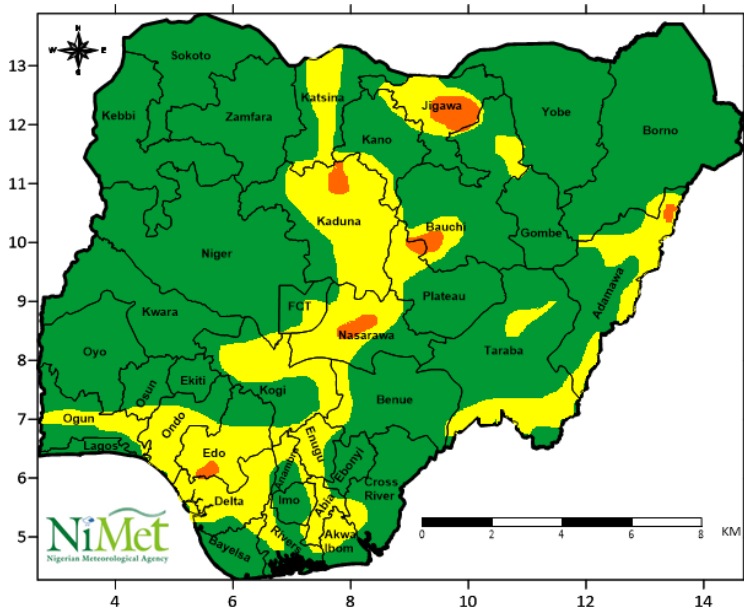 N
W E
S
Sokoto
13
Katsina
Jigawa
Kebbi
Zamfara
Yobe
12
Kano
Borno
11
Kaduna
Bauchi
Gombe
10
Niger
Adamawa
9
FCT
Plateau
Kwara
Nasarawa
8
Oyo
Taraba
Osun
Ekiti
Kogi
Benue
7
Ogun
Ondo
Enugu
Lagos
Edo
Anambra
Ebonyi
6
Cross
River
Delta
Imo
Abia
NiMet
Nigerian Meteorological Agency
5
Bayelsa
Rivers
Akwa
Ibom
0 2 4 6 8 KM
4 6 8 10 12 14